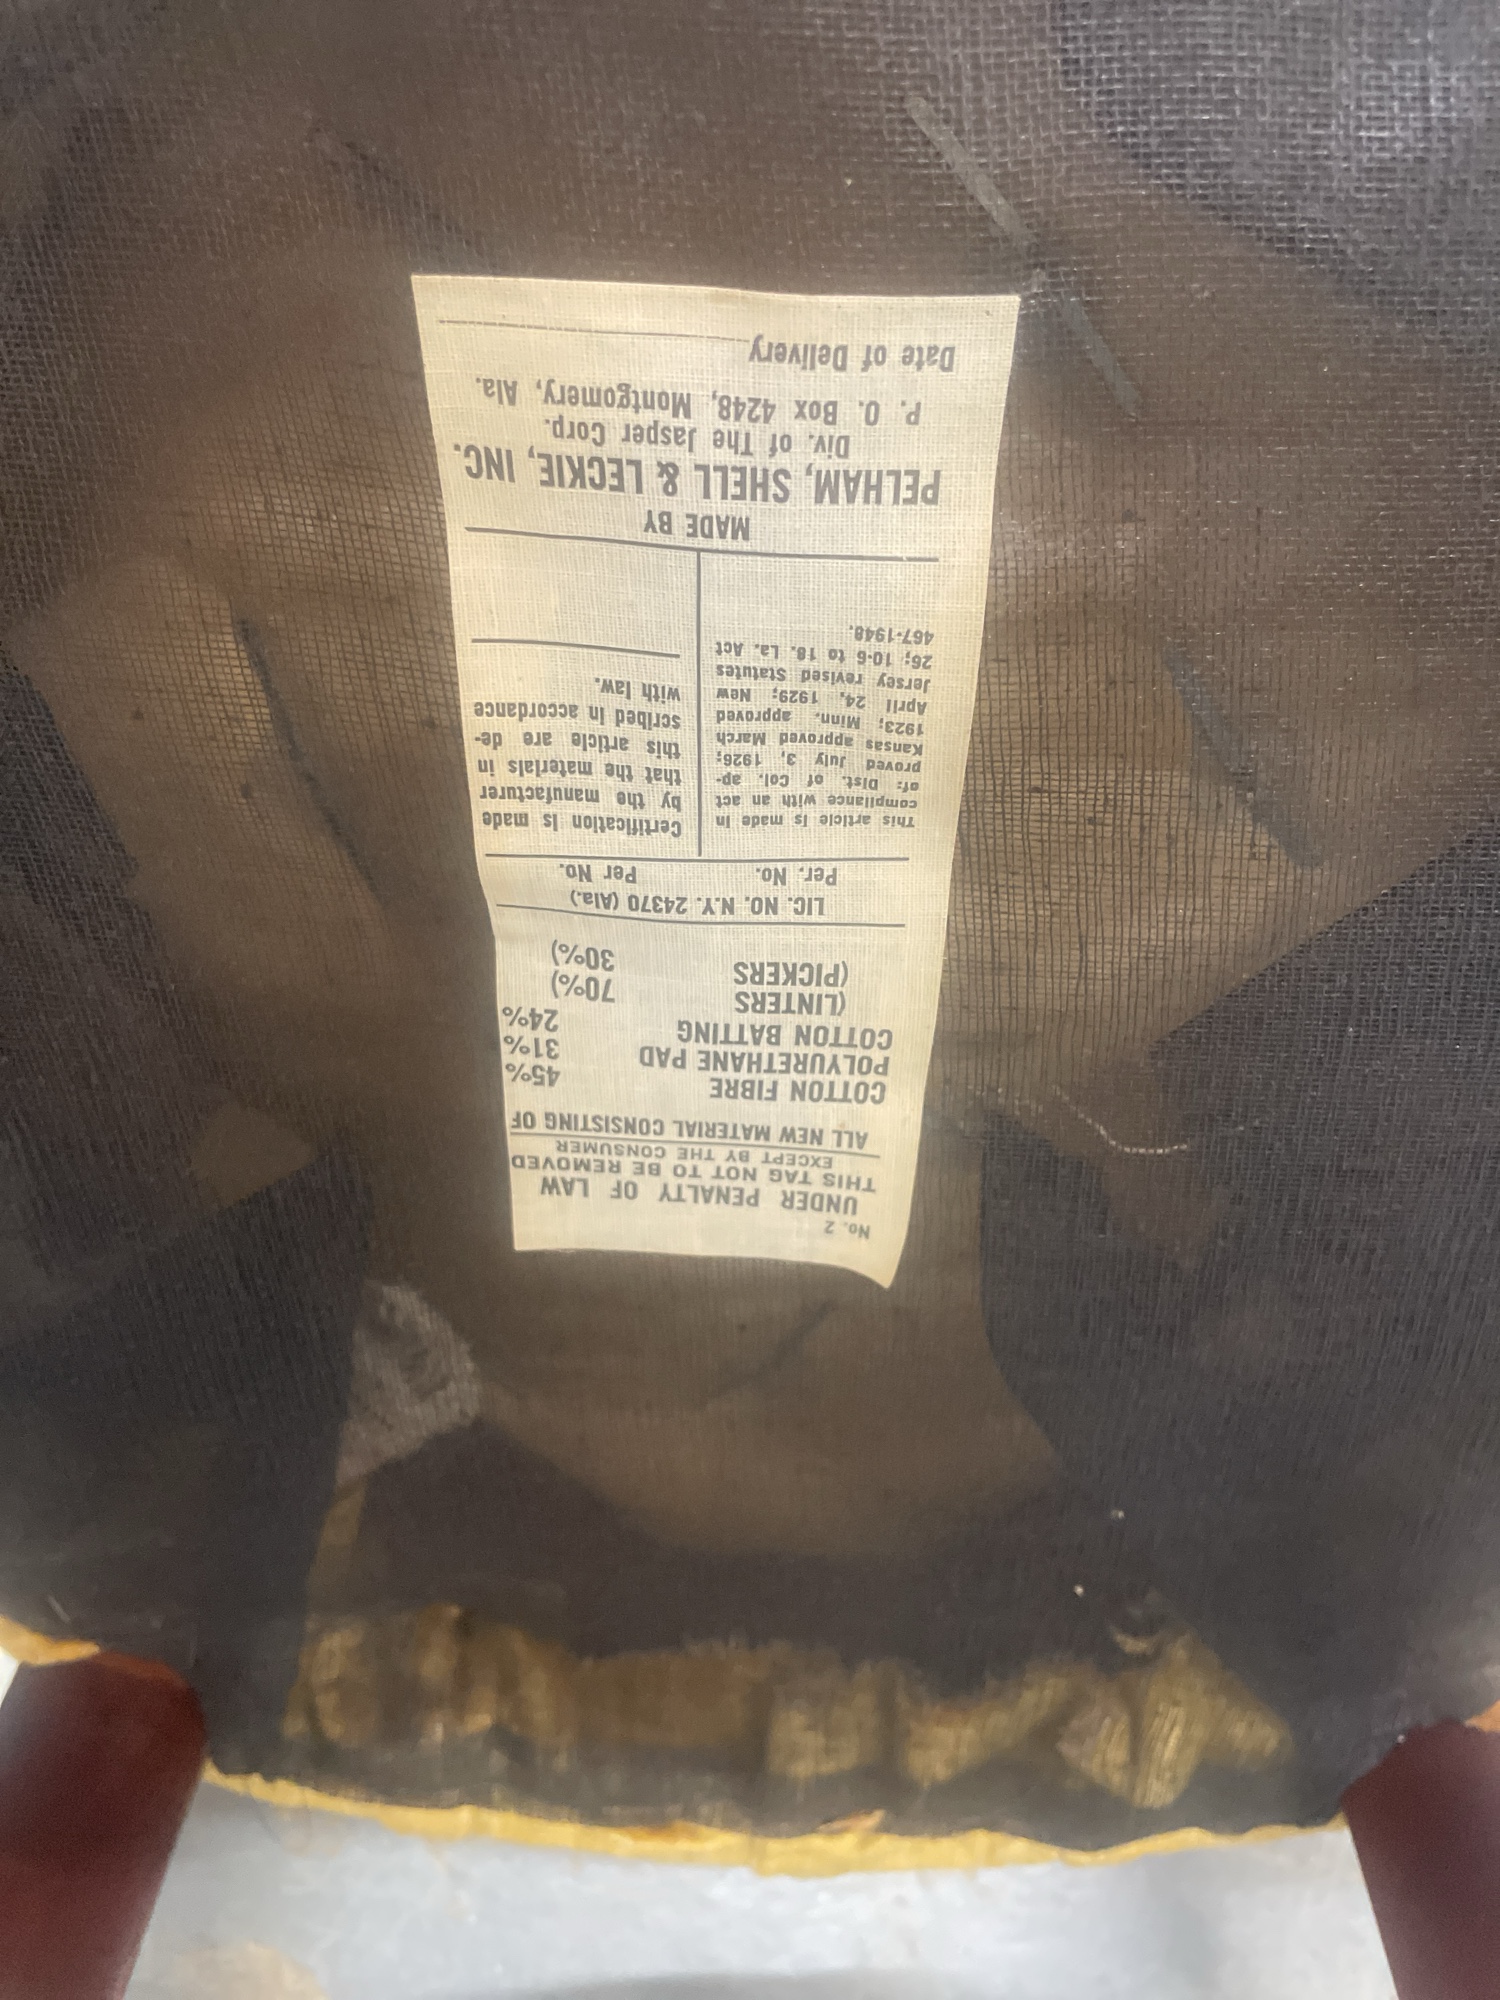 No. 2
UNDER PENALTY OF LAW
THIS TAG NOT TO BE REMOVED
EXCEPT BY THE CONSUMER
ALL NEW MATERIAL CONSISTING OF
COTTON FIBRE 45%
POLYURETHANE PAD 31%
COTTON BATTING 24%
(LINTERS 70%)
(PICKERS 30%)
LIC. NO. N.Y. 24370 (Ala.)
Per. No. Per No.
This article is made in
compliance with an act
of: Dist. of Col. ap-
proved July 3, 1926;
Kansas approved March
1923; Minn. approved
April 24, 1929; New
Jersey revised Statutes
26; 10-6 to 18. La. Act
467-1948.
Certification is made
by the manufacturer
that the materials in
this article are de-
scribed in accordance
with law.
MADE BY
PELHAM, SHELL & LECKIE, INC.
Div. of The Jasper Corp.
P. O. Box 4248, Montgomery, Ala.
Date of Delivery